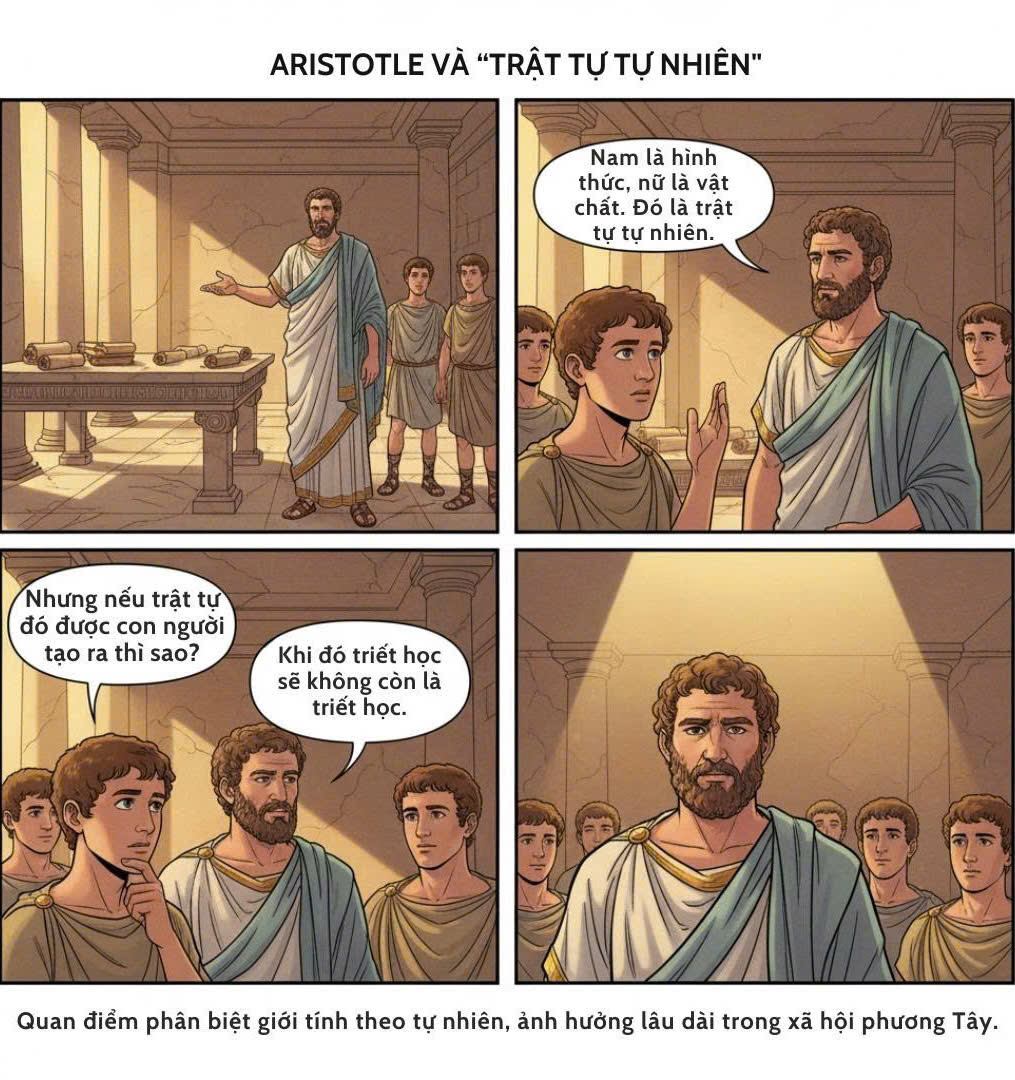 ARISTOTLE VÀ “TRẬT TỰ TỰ NHIÊN"
Nam là hình
thức, nữ là vật
chất. Đó là trật
tự tự nhiên.
Nhưng nếu trật tự
đó được con người
tạo ra thì sao?
Khi đó triết học
sẽ không còn là
triết học.
Quan điểm phân biệt giới tính theo tự nhiên, ảnh hưởng lâu dài trong xã hội phương Tây.